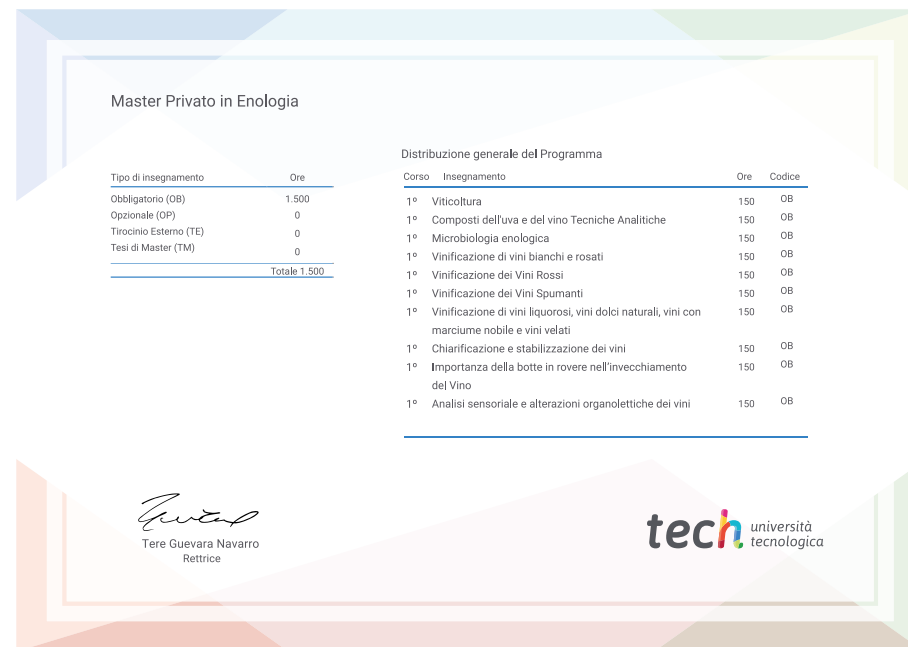 Master Privato in Enologia
Tipo di insegnamento Ore
Obbligatorio (OB) 1.500
Opzionale (OP) 0
Tirocinio Esterno (TE) 0
Tesi di Master (TM) 0
Totale 1.500
Distribuzione generale del Programma
Corso Insegnamento Ore Codice
1º Viticoltura 150 OB
1º Composti dell'uva e del vino Tecniche Analitiche 150 OB
1º Microbiologia enologica 150 OB
1º Vinificazione di vini bianchi e rosati 150 OB
1º Vinificazione dei Vini Rossi 150 OB
1º Vinificazione dei Vini Spumanti 150 OB
1º Vinificazione di vini liquorosi, vini dolci naturali, vini con 150 OB
marciume nobile e vini velati
1º Chiarificazione e stabilizzazione dei vini 150 OB
1º Importanza della botte in rovere nell'invecchiamento 150 OB
del Vino
1º Analisi sensoriale e alterazioni organolettiche dei vini 150 OB
Tere Guevara Navarro
Rettrice
tech università
tecnologica